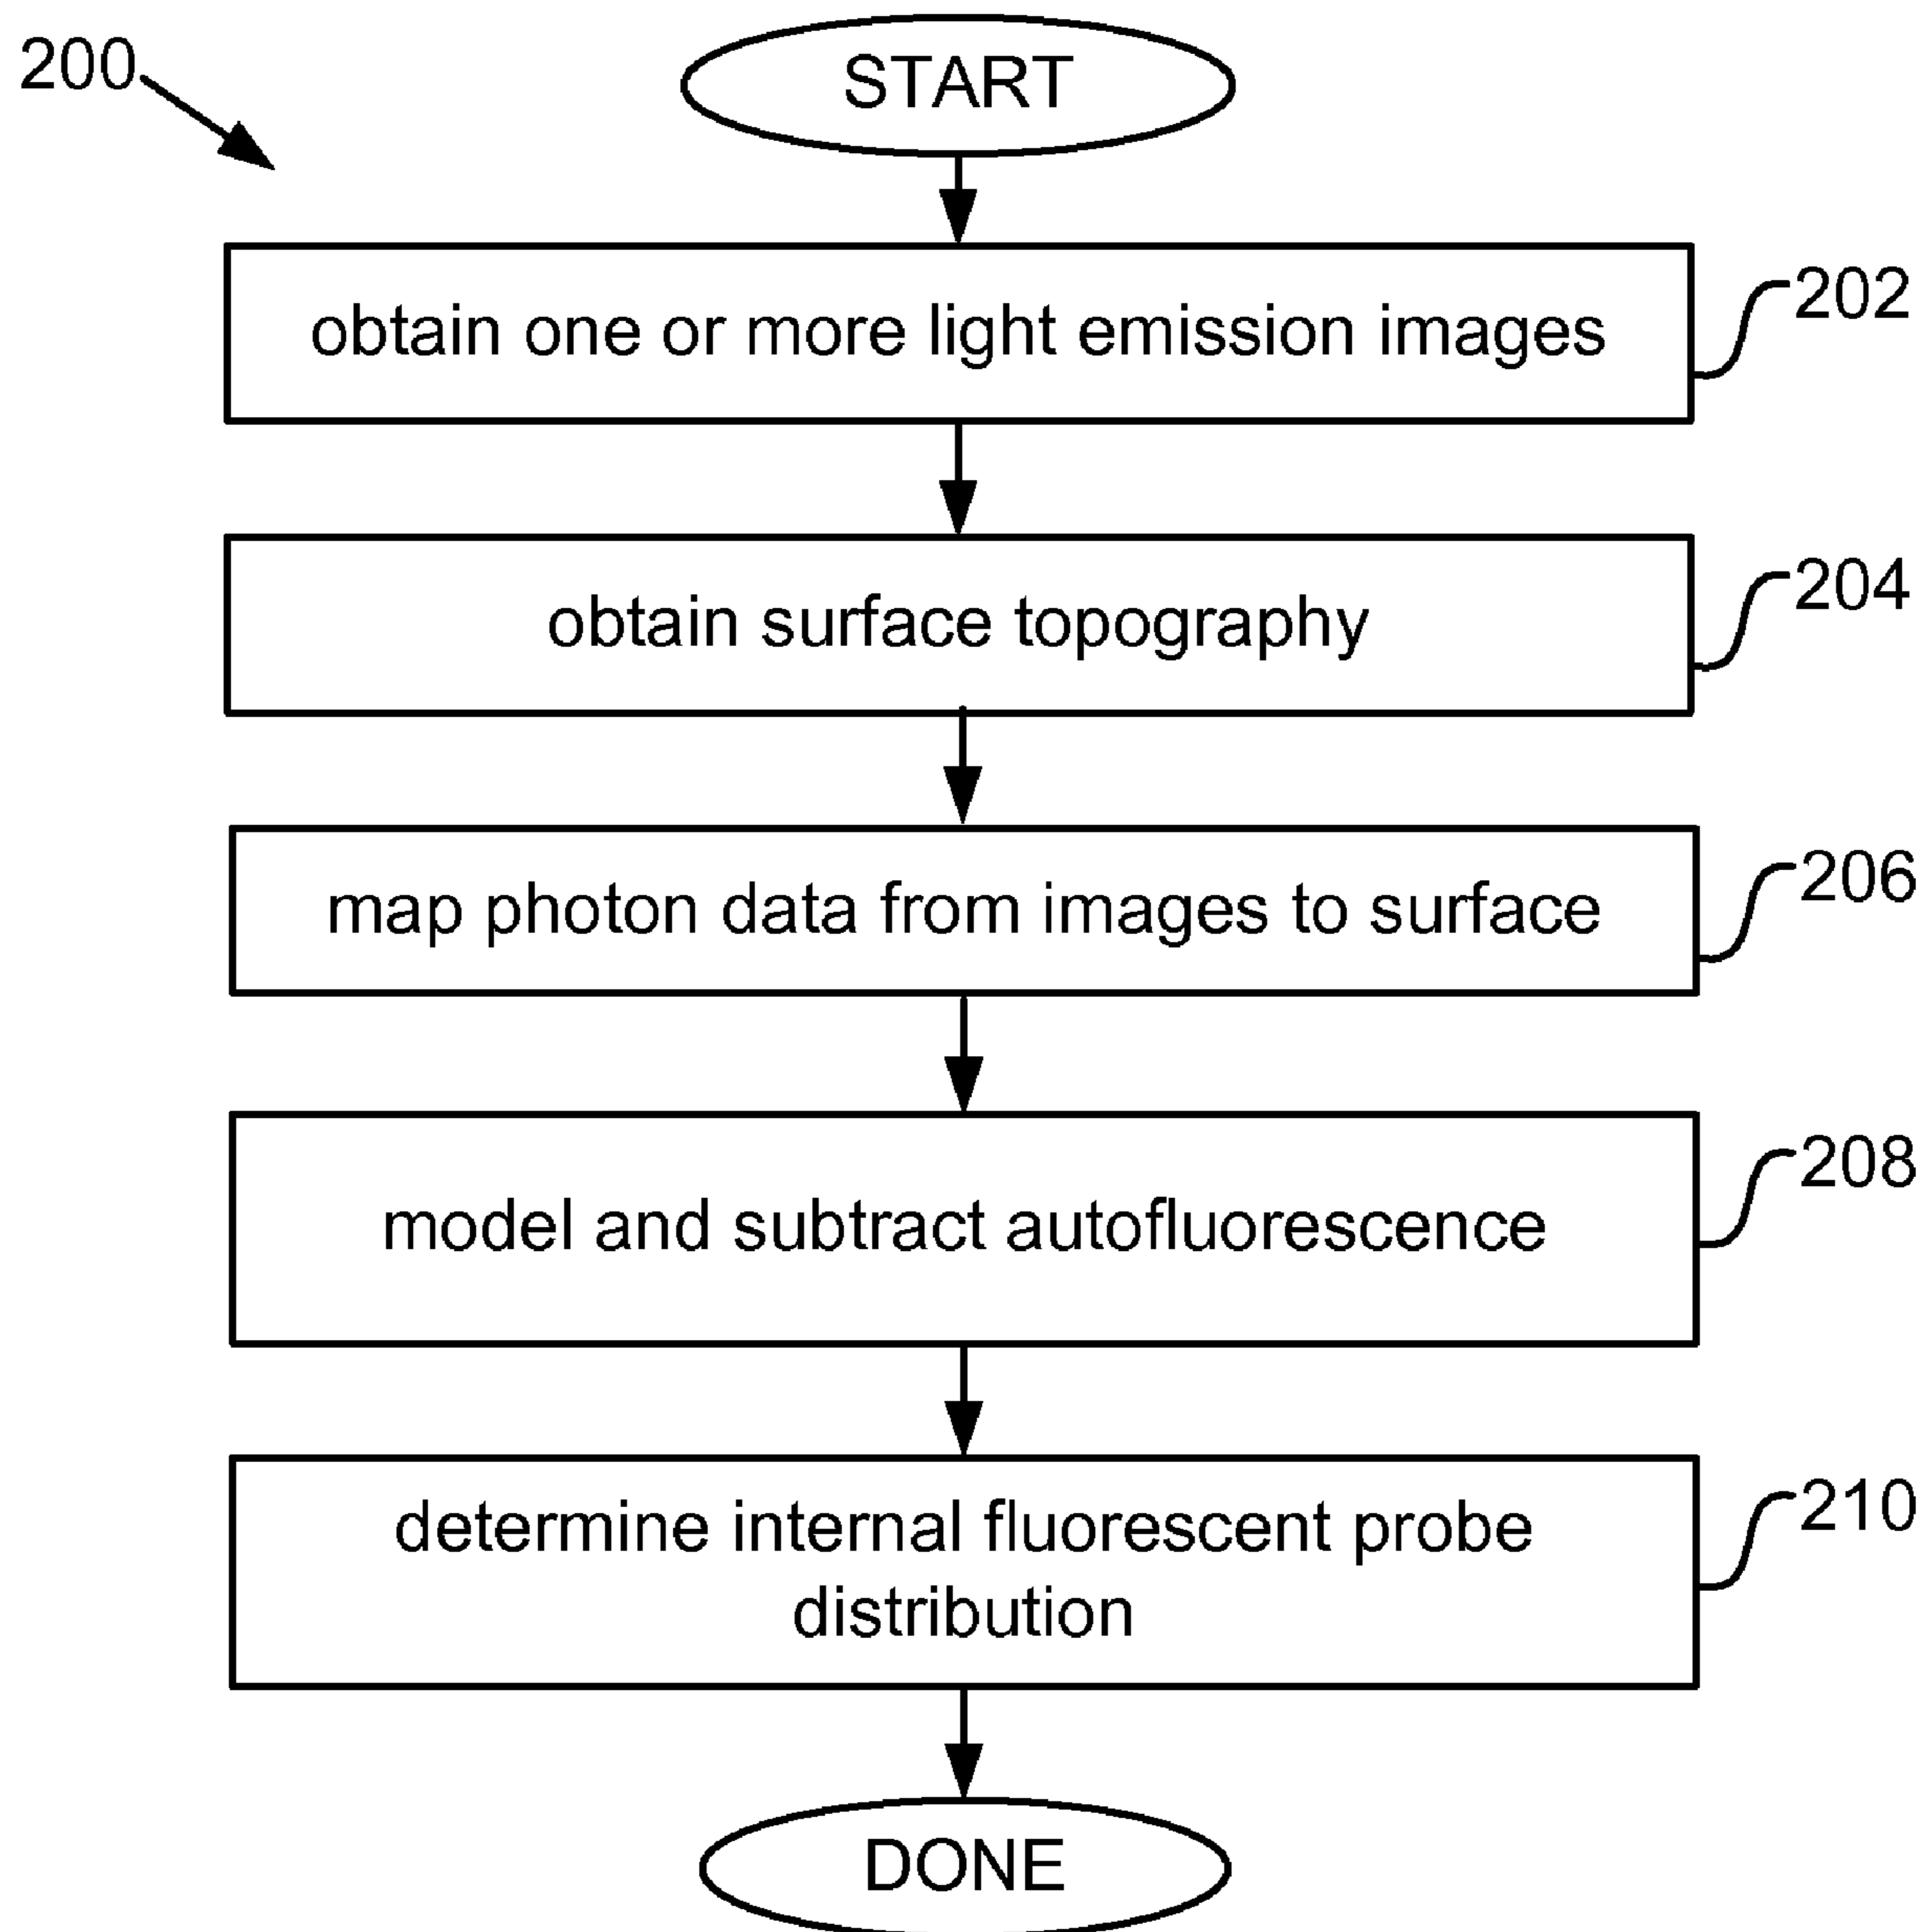 200
START
obtain one or more light emission images
202
obtain surface topography
204
map photon data from images to surface
206
model and subtract autofluorescence
208
determine internal fluorescent probe
distribution
210
DONE